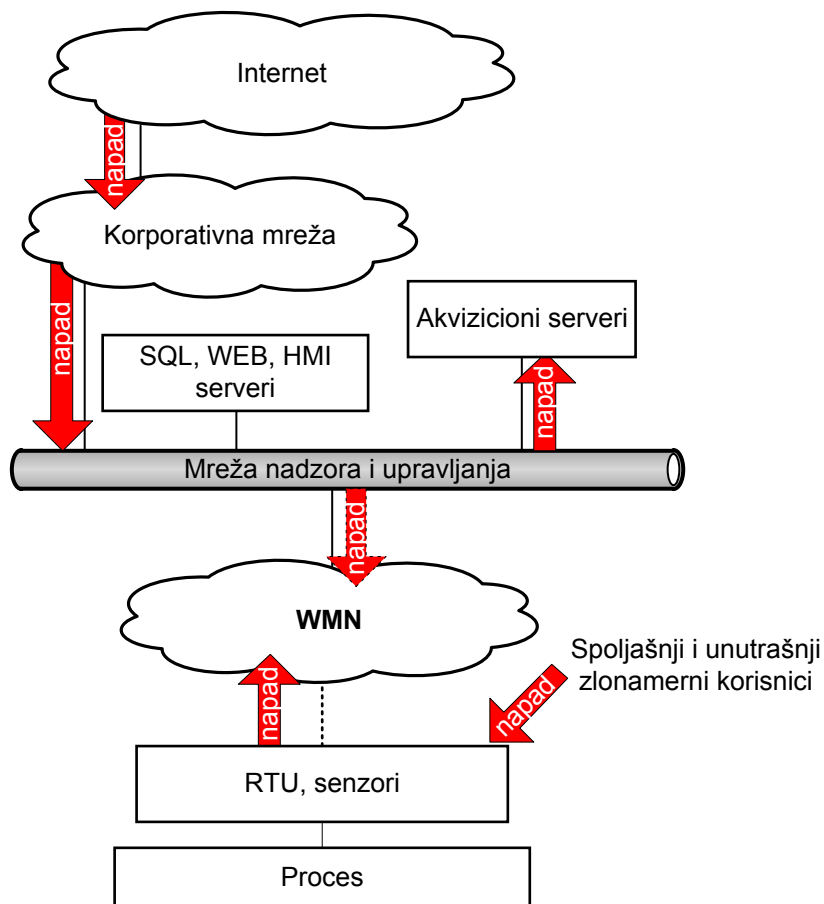 Internet
napad
Korporativna mreža
napad
Akvizicioni serveri
SQL, WEB, HMI
serveri
napad
Mreža nadzora i upravljanja
napad
WMN
Spoljašnji i unutrašnji
zlonamerni korisnici
napad
napad
RTU, senzori
Proces